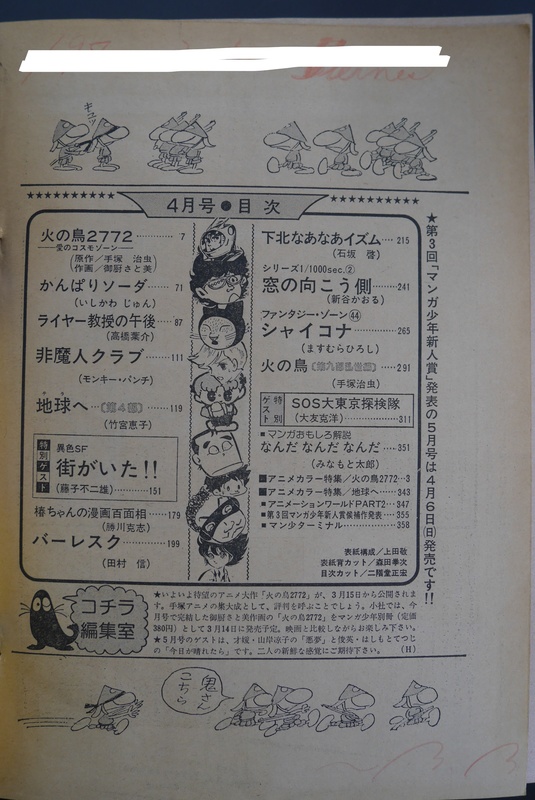 キュッ
4月号●目次
火の鳥2772……7
―愛のコスモゾーン―
(原作/手塚 治虫
作画/御厨さと美)
かんぱりソーダ……71
(いしかわ じゅん)
ライヤー教授の午後…87
(高橋葉介)
非魔人クラブ……111
(モンキー・パンチ)
地球へ…〔第4部〕……119
(竹宮恵子)
特別ゲスト
異色SF
街がいた!!
(藤子不二雄)……151
椿ちゃんの漫画百面相……179
(勝川克志)
バーレスク……199
(田村 信)
下北なあなあイズム…215
(石坂 啓)
シリーズ1/1000sec.②
窓の向こう側……241
(新谷かおる)
ファンタジー・ゾーン㊹
シャイコナ……265
(ますむらひろし)
火の鳥〔第九部乱世編〕……291
(手塚治虫)
特別ゲスト
SOS大東京探検隊
(大友克洋)……311
■マンガおもしろ解説
なんだ なんだ なんだ…351
(みなもと太郎)
■アニメカラー特集/火の鳥2772…3
■アニメカラー特集/地球へ…343
■アニメーションワールドPART2…347
■第3回マンガ少年新人賞候補作発表…355
■マン少ターミナル……358
表紙構成/上田敬
表紙背カット/森田拳次
目次カット/二階堂正宏
★第3回「マンガ少年新人賞」発表の5月号は4月6日(日)発売です!!
コチラ
編集室
★いよいよ待望のアニメ大作「火の鳥2772」が、3月15日から公開されま
す。手塚アニメの集大成として、評判を呼ぶことでしょう。小社では、今
月号で完結した御厨さと美作画の「火の鳥2772」をマンガ少年別冊(定価
380円)として3月14日に発売予定。映画と比較しながらお楽しみ下さい。
★5月号のゲストは、才媛・山岸凉子の「悪夢」と俊英・はしもとてつじ
の「今日が晴れたら」です。二人の新鮮な感覚にご期待下さい。 (H)
鬼さん
こちら